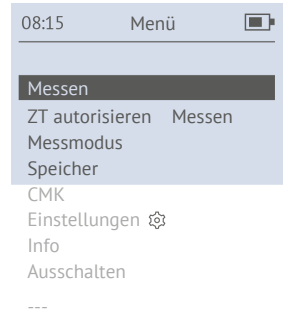 08:15 Menü
Messen
ZT autorisieren Messen
Messmodus
Speicher
CMK
Einstellungen
Info
Ausschalten
---